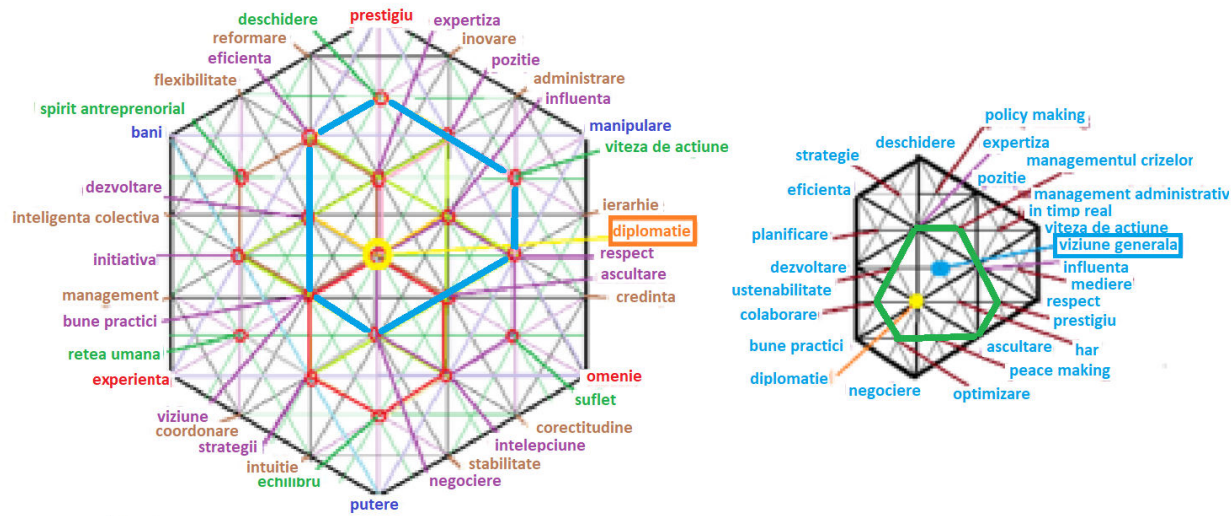 prestigiu
deschidere
expertiza
reformare
inovare
eficienta
pozitie
flexibilitate
administrare
influenta
spirit antreprenorial
bani
manipulare
viteza de actiune
dezvoltare
inteligenta colectiva
ierarhie
diplomatie
initiativa
respect
ascultare
management
credinta
bune practici
retea umana
experienta
omenie
suflet
viziune
coordonare
corectitudine
strategii
intelepciune
intuitie
stabilitate
echilibru
negociere
putere
policy making
deschidere
expertiza
strategie
managementul crizelor
pozitie
eficienta
management administrativ
in timp real
viteza de actiune
planificare
viziune generala
dezvoltare
influenta
mediere
ustenabilitate
respect
colaborare
prestigiu
bune practici
ascultare
har
peace making
diplomatie
negociere
optimizare